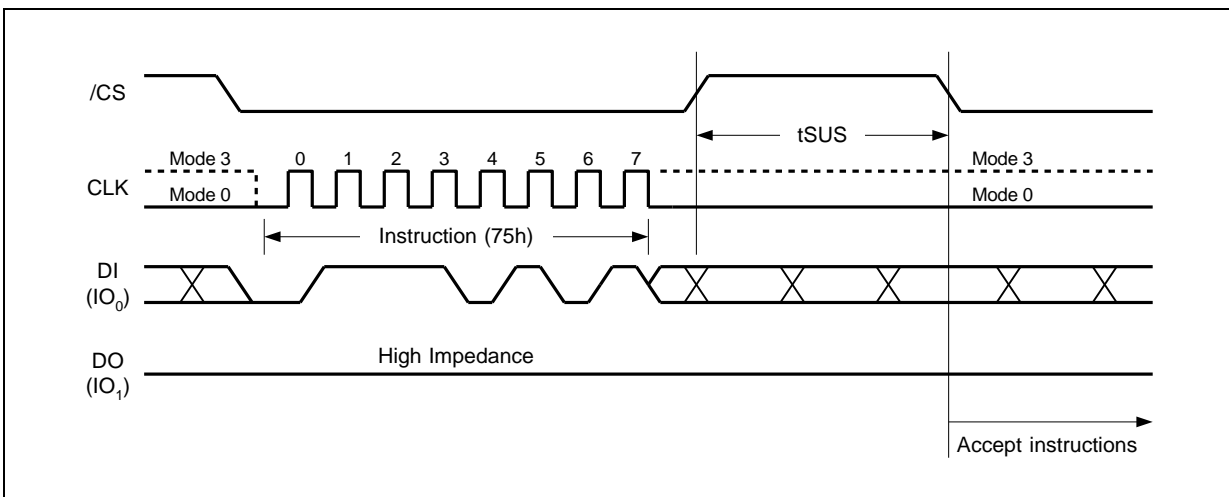 /CS
tSUS
Mode 3 0 1 2 3 4 5 6 7 Mode 3
CLK
Mode 0 Mode 0
Instruction (75h)
DI
(IO₀)
High Impedance
DO
(IO₁)
Accept instructions